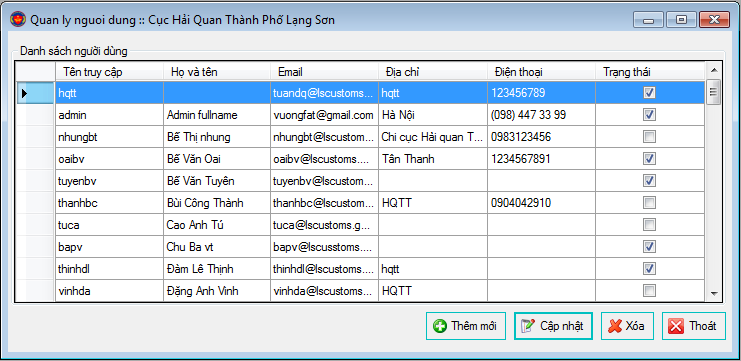 Quan ly nguoi dung :: Cục Hải Quan Thành Phố Lạng Sơn
Danh sách người dùng
Tên truy cập Họ và tên Email Địa chỉ Điện thoại Trạng thái
hqtt tuandq@lscustoms.... hqtt 123456789
admin Admin fullname vuongfat@gmail.com Hà Nội (098) 447 33 99
nhungbt Bế Thị nhung nhungbt@lscustoms.... Chi cục Hải quan T... 0983123456
oaibv Bế Văn Oai oaibv@lscustoms.... Tân Thanh 1234567891
tuyenbv Bế Văn Tuyên tuyenbv@lscustoms....
thanhbc Bùi Công Thành thanhbc@lscustoms.... HQTT 0904042910
tuca Cao Anh Tú tuca@lscustoms.g...
bapv Chu Ba vt bapv@lscusstoms....
thinhdl Đàm Lê Thịnh thinhdl@lscustoms.... hqtt
vinhda Đặng Anh Vinh vinhda@lscustoms.... HQTT
Thêm mới Cập nhật Xóa Thoát